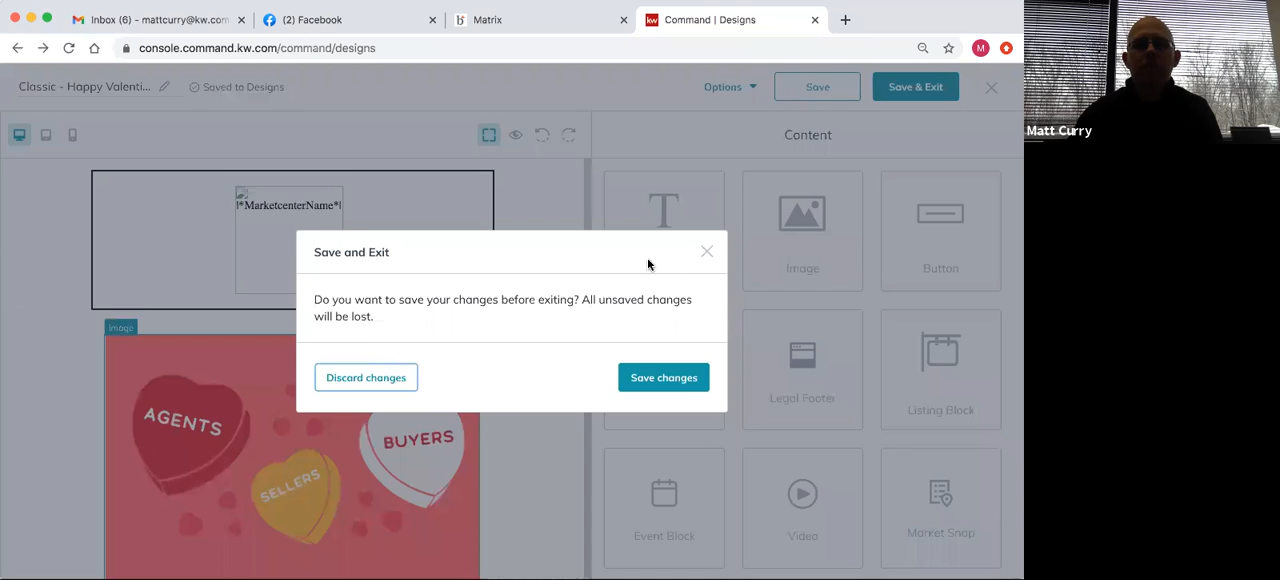 Inbox (6) - mattcurry@kw.com
(2) Facebook
Matrix
kw
Command | Designs
console.command.kw.com/command/designs
M
Classic - Happy Valenti...
Saved to Designs
Options
Save
Save & Exit
Content
|*MarketcenterName*|
T
Image
Button
Save and Exit
Do you want to save your changes before exiting? All unsaved changes
will be lost.
Discard changes
Save changes
Image
AGENTS
BUYERS
SELLERS
Legal Footer
Listing Block
Event Block
Video
Market Snap
Matt Curry